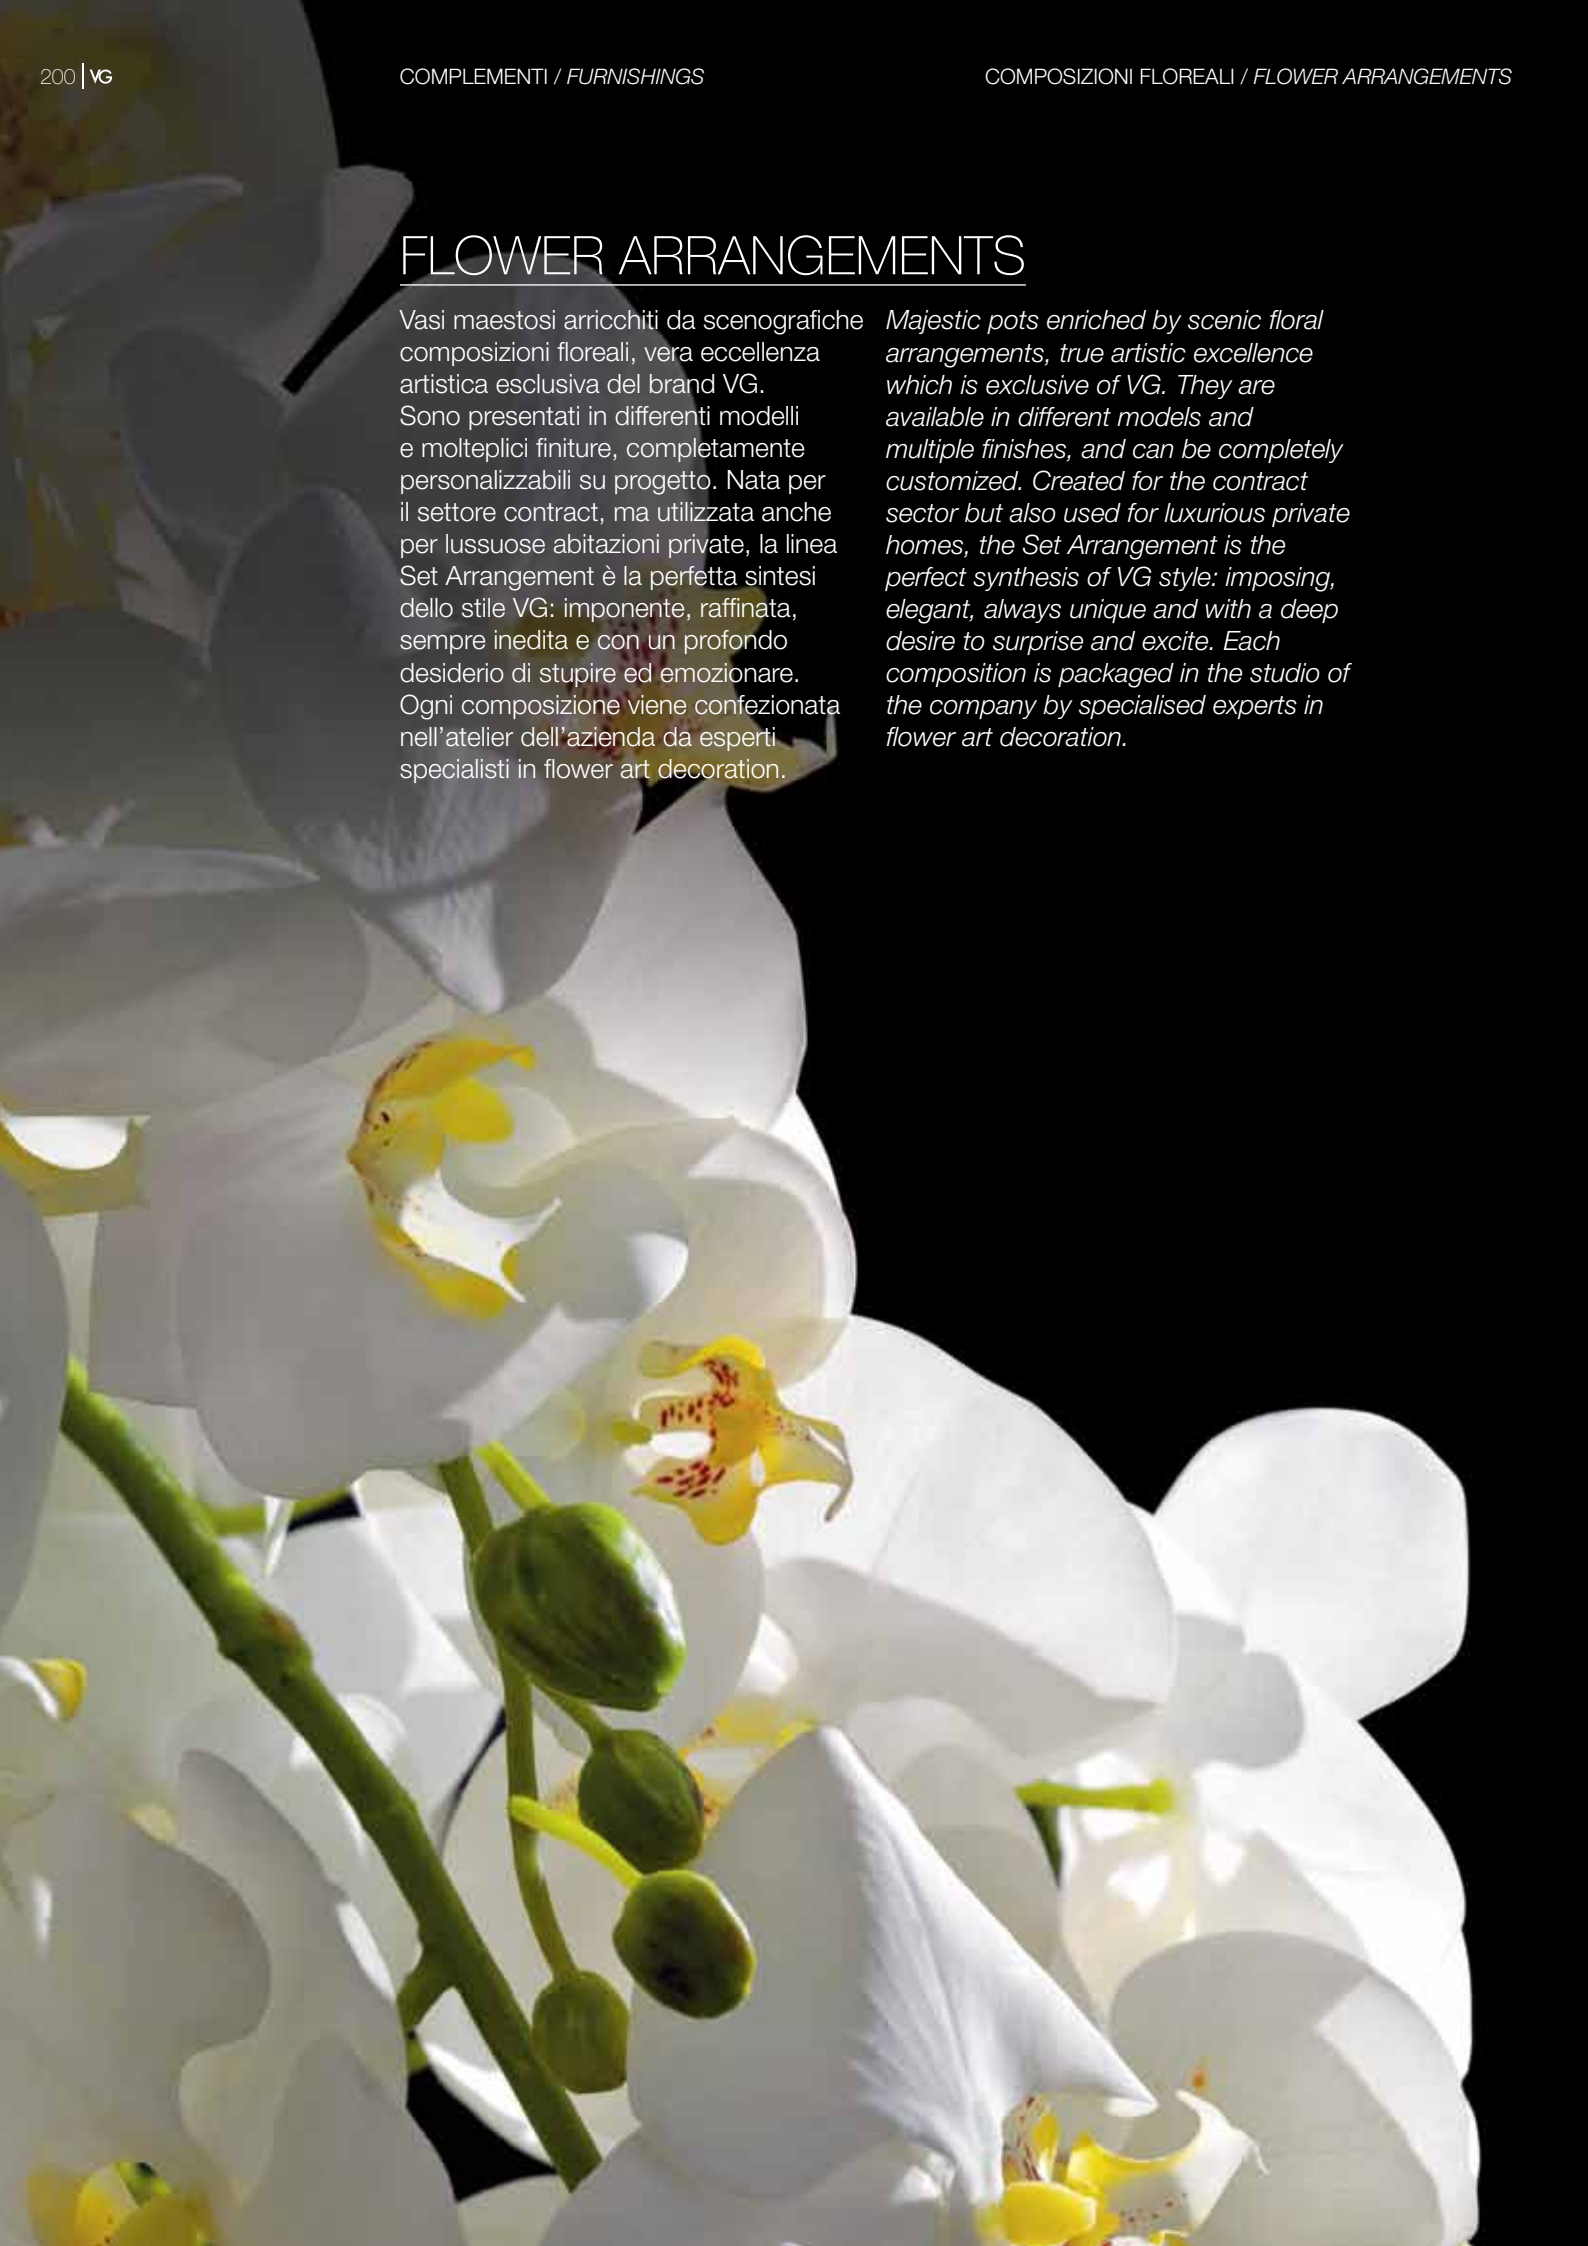 200 | VG
COMPLEMENTI / FURNISHINGS
COMPOSIZIONI FLOREALI / FLOWER ARRANGEMENTS
FLOWER ARRANGEMENTS
Vasi maestosi arricchiti da scenografiche
composizioni floreali, vera eccellenza
artistica esclusiva del brand VG.
Sono presentati in differenti modelli
e molteplici finiture, completamente
personalizzabili su progetto. Nata per
il settore contract, ma utilizzata anche
per lussuose abitazioni private, la linea
Set Arrangement è la perfetta sintesi
dello stile VG: imponente, raffinata,
sempre inedita e con un profondo
desiderio di stupire ed emozionare.
Ogni composizione viene confezionata
nell’atelier dell’azienda da esperti
specialisti in flower art decoration.
Majestic pots enriched by scenic floral
arrangements, true artistic excellence
which is exclusive of VG. They are
available in different models and
multiple finishes, and can be completely
customized. Created for the contract
sector but also used for luxurious private
homes, the Set Arrangement is the
perfect synthesis of VG style: imposing,
elegant, always unique and with a deep
desire to surprise and excite. Each
composition is packaged in the studio of
the company by specialised experts in
flower art decoration.